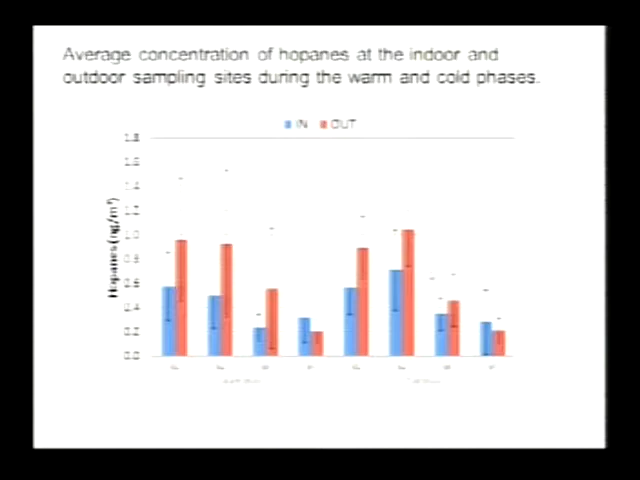 Average concentration of hopanes at the indoor and
outdoor sampling sites during the warm and cold phases.
IN OUT
1.8
1.6
1.4
1.2
1.0
0.8
0.6
0.4
0.2
0.0
Hopanes (ng/m³)